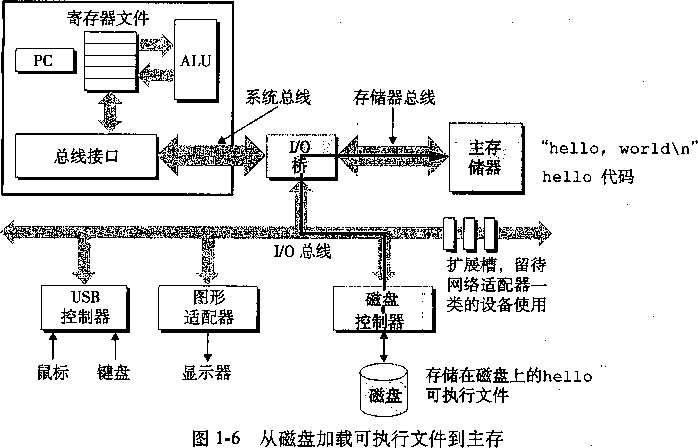 寄存器文件
PC
ALU
系统总线
存储器总线
总线接口
I/O
桥
主存
储器
"hello, world\n"
hello 代码
I/O 总线
扩展槽，留待
网络适配器一
类的设备使用
USB
控制器
图形
适配器
磁盘
控制器
鼠标
键盘
显示器
磁盘
存储在磁盘上的hello
可执行文件
图 1-6 从磁盘加载可执行文件到主存